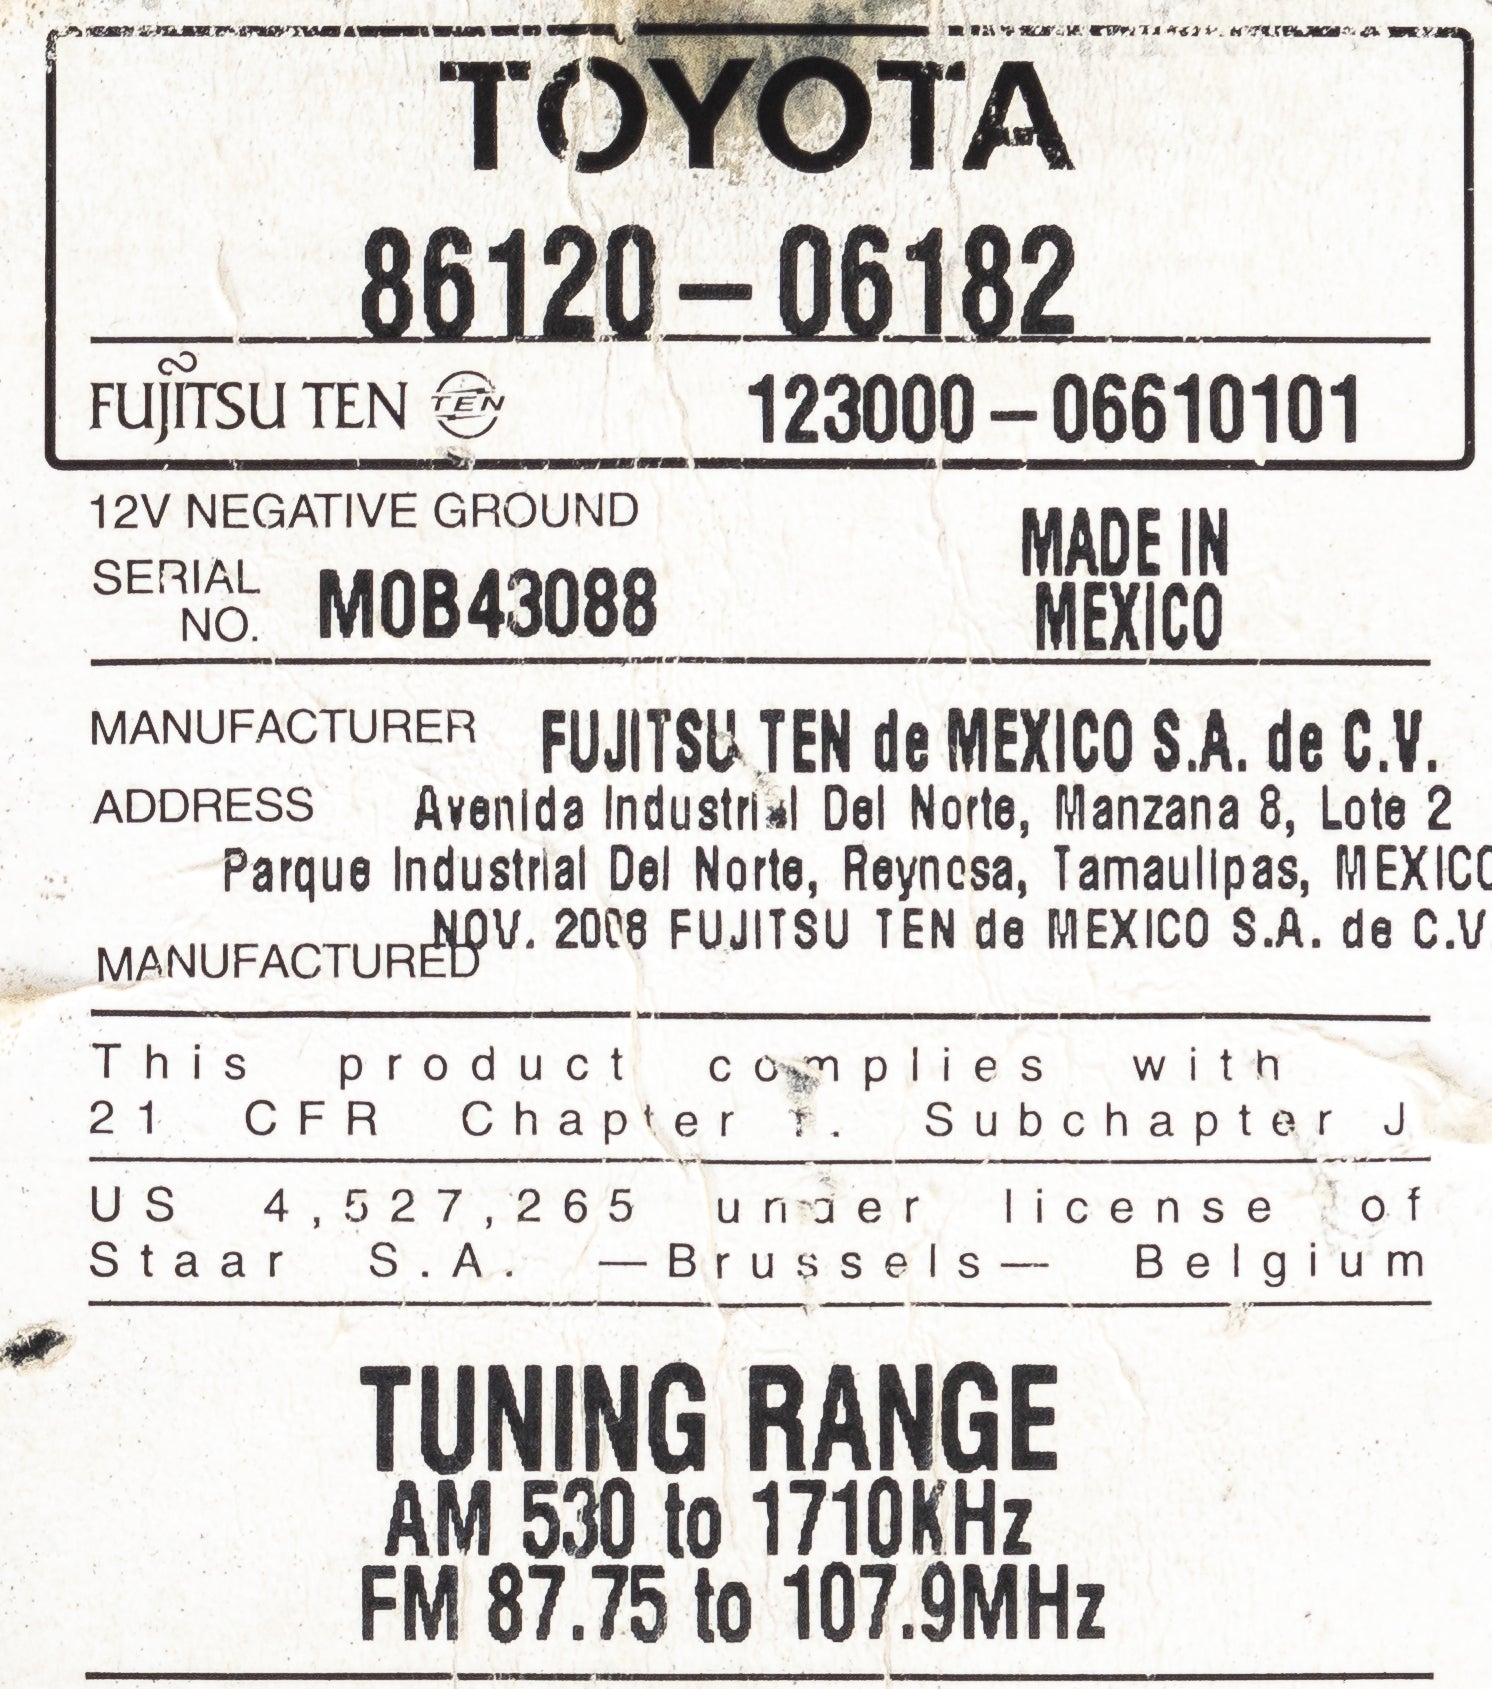 TOYOTA
86120-06182
FUJITSU TEN TEN 123000-06610101
12V NEGATIVE GROUND
MADE IN
SERIAL
NO. M0B43088
MEXICO
MANUFACTURER FUJITSU TEN de MEXICO S.A. de C.V.
ADDRESS Avenida Industrial Del Norte, Manzana 8, Lote 2
Parque Industrial Del Norte, Reynosa, Tamaulipas, MEXICO
NOV. 2008 FUJITSU TEN de MEXICO S.A. de C.V.
MANUFACTURED
This product complies with
21 CFR Chapter 1. Subchapter J
US 4,527,265 under license of
Staar S.A. —Brussels— Belgium
TUNING RANGE
AM 530 to 1710KHz
FM 87.75 to 107.9MHz